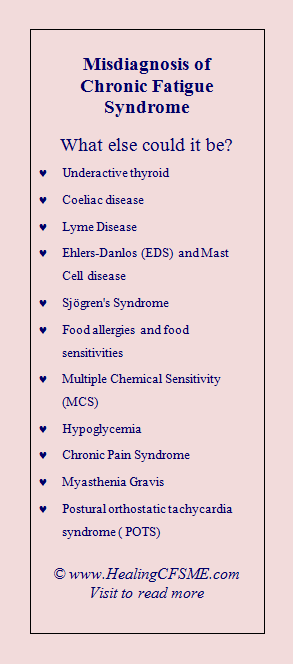 Misdiagnosis of
Chronic Fatigue
Syndrome
What else could it be?
♥ Underactive thyroid
♥ Coeliac disease
♥ Lyme Disease
♥ Ehlers-Danlos (EDS) and Mast
Cell disease
♥ Sjögren's Syndrome
♥ Food allergies and food
sensitivities
♥ Multiple Chemical Sensitivity
(MCS)
♥ Hypoglycemia
♥ Chronic Pain Syndrome
♥ Myasthenia Gravis
♥ Postural orthostatic tachycardia
syndrome ( POTS)
© www.HealingCFSME.com
Visit to read more